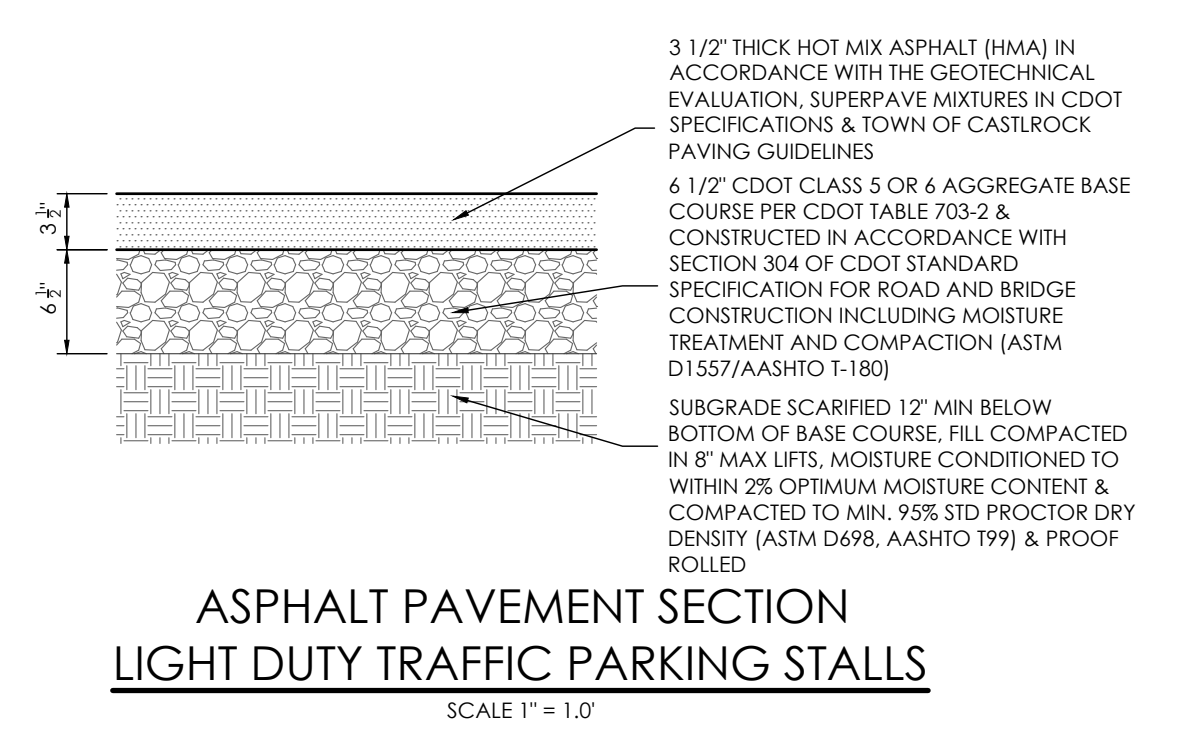 3 1/2" THICK HOT MIX ASPHALT (HMA) IN
ACCORDANCE WITH THE GEOTECHNICAL
EVALUATION, SUPERPAVE MIXTURES IN CDOT
SPECIFICATIONS & TOWN OF CASTLROCK
PAVING GUIDELINES
6 1/2" CDOT CLASS 5 OR 6 AGGREGATE BASE
COURSE PER CDOT TABLE 703-2 &
CONSTRUCTED IN ACCORDANCE WITH
SECTION 304 OF CDOT STANDARD
SPECIFICATION FOR ROAD AND BRIDGE
CONSTRUCTION INCLUDING MOISTURE
TREATMENT AND COMPACTION (ASTM
D1557/AASHTO T-180)
SUBGRADE SCARIFIED 12" MIN BELOW
BOTTOM OF BASE COURSE, FILL COMPACTED
IN 8" MAX LIFTS, MOISTURE CONDITIONED TO
WITHIN 2% OPTIMUM MOISTURE CONTENT &
COMPACTED TO MIN. 95% STD PROCTOR DRY
DENSITY (ASTM D698, AASHTO T99) & PROOF
ROLLED
3 1/2"
6 1/2"
ASPHALT PAVEMENT SECTION
LIGHT DUTY TRAFFIC PARKING STALLS
SCALE 1" = 1.0'